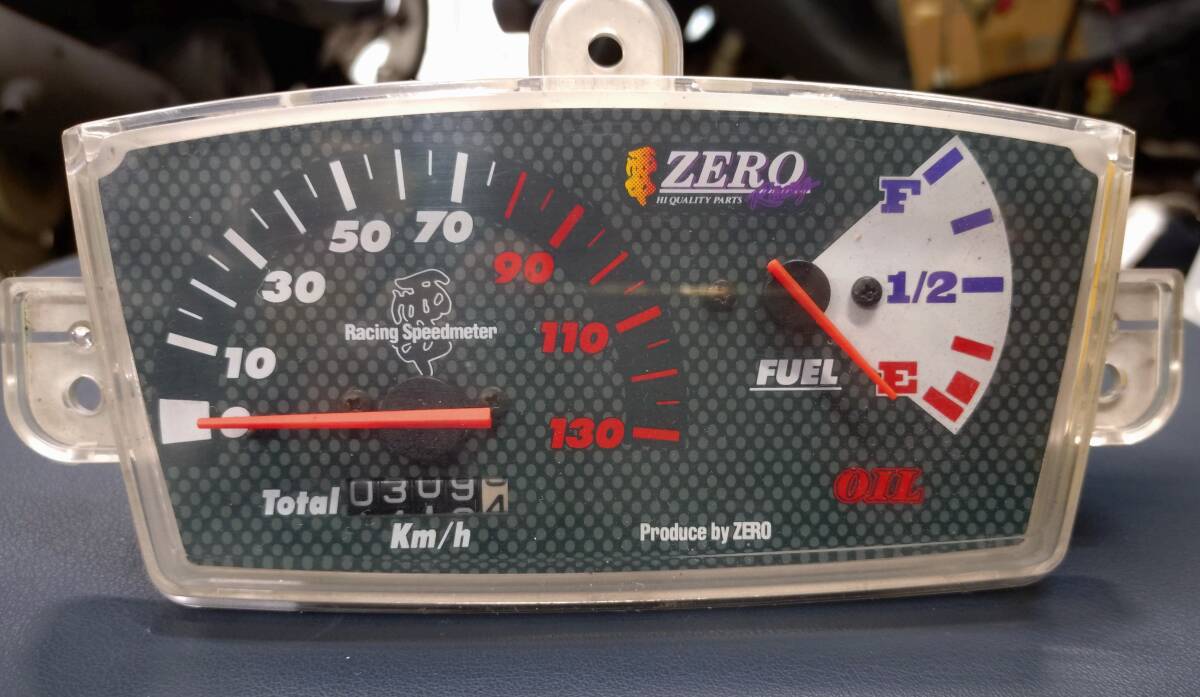 ZERO
Racing
HI QUALITY PARTS
0
10
30
50
70
90
110
130
Racing Speedmeter
Total 0309
Km/h
F
1/2
E
FUEL
OIL
Produce by ZERO